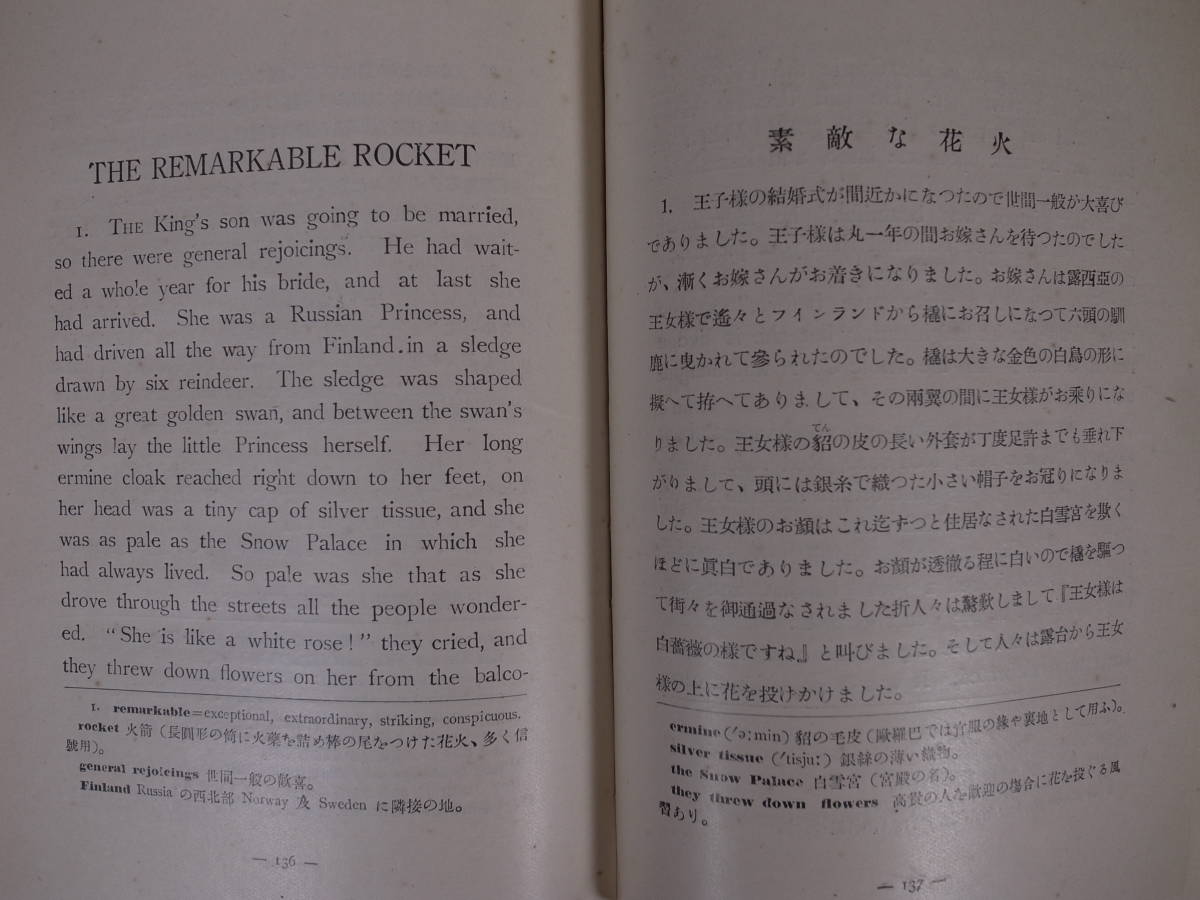 THE REMARKABLE ROCKET
1. THE King's son was going to be married,
so there were general rejoicings. He had wait-
ed a whole year for his bride, and at last she
had arrived. She was a Russian Princess, and
had driven all the way from Finland.in a sledge
drawn by six reindeer. The sledge was shaped
like a great golden swan, and between the swan's
wings lay the little Princess herself. Her long
ermine cloak reached right down to her feet, on
her head was a tiny cap of silver tissue, and she
was as pale as the Snow Palace in which she
had always lived. So pale was she that as she
drove through the streets all the people wonder-
ed. "She is like a white rose!" they cried, and
they threw down flowers on her from the balco-
1. remarkable=exceptional, extraordinary, striking, conspicuous.
rocket 火箭 (長圓形の筒に火藥を詰め棒の尾をつけた花火、多く信
號用)。
general rejoicings 世間一般の歡喜。
Finland Russia の西北部 Norway 及 Sweden に隣接の地。
— 136 —
素敵な花火
1. 王子様の結婚式が間近かになつたので世間一般が大喜び
でありました。王子様は丸一年の間お嫁さんを待つたのでした
が、漸くお嫁さんがお着きになりました。お嫁さんは露西亞の
王女様で遙々とフインランドから橇にお召しになつて六頭の馴
鹿に曳かれて參られたのでした。橇は大きな金色の白鳥の形に
擬へて拵へてありまして、その兩翼の間に王女様がお乗りにな
りました。王女様の貂の皮の長い外套が丁度足許までも垂れ下
てん
がりまして、頭には銀糸で織つた小さい帽子をお冠りになりま
した。王女様のお顔はこれ迄ずつと住居なされた白雪宮を欺く
ほどに眞白でありました。お顔が透徹る程に白いので橇を驅つ
て街々を御通過なされました折人々は驚歎しまして『王女様は
白薔薇の様ですね』と叫びました。そして人々は露台から王女
様の上に花を投けかけました。
ermine ('ə:min) 貂の毛皮 (歐羅巴では官服の緣や裏地として用ふ)。
silver tissue ('tisju:) 銀絲の薄い織物。
the Snow Palace 白雪宮 (宮殿の名)。
they threw down flowers 高貴の人を歡迎の塲合に花を投ぐる風
習あり。
— 137 —